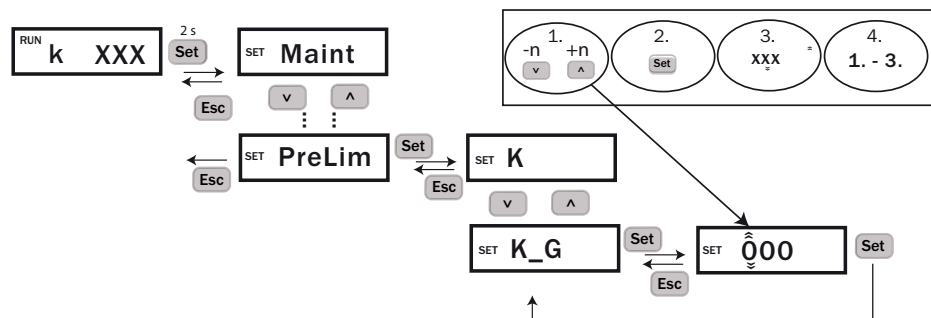 RUN k XXX
2 s
Set
Esc
SET Maint
v ʌ
SET PreLim
Esc
Set
Esc
SET K
v ʌ
SET K_G
Set
Esc
SET 000
Set
1.
-n +n
v ʌ
2.
Set
3.
xxx
4.
1. - 3.